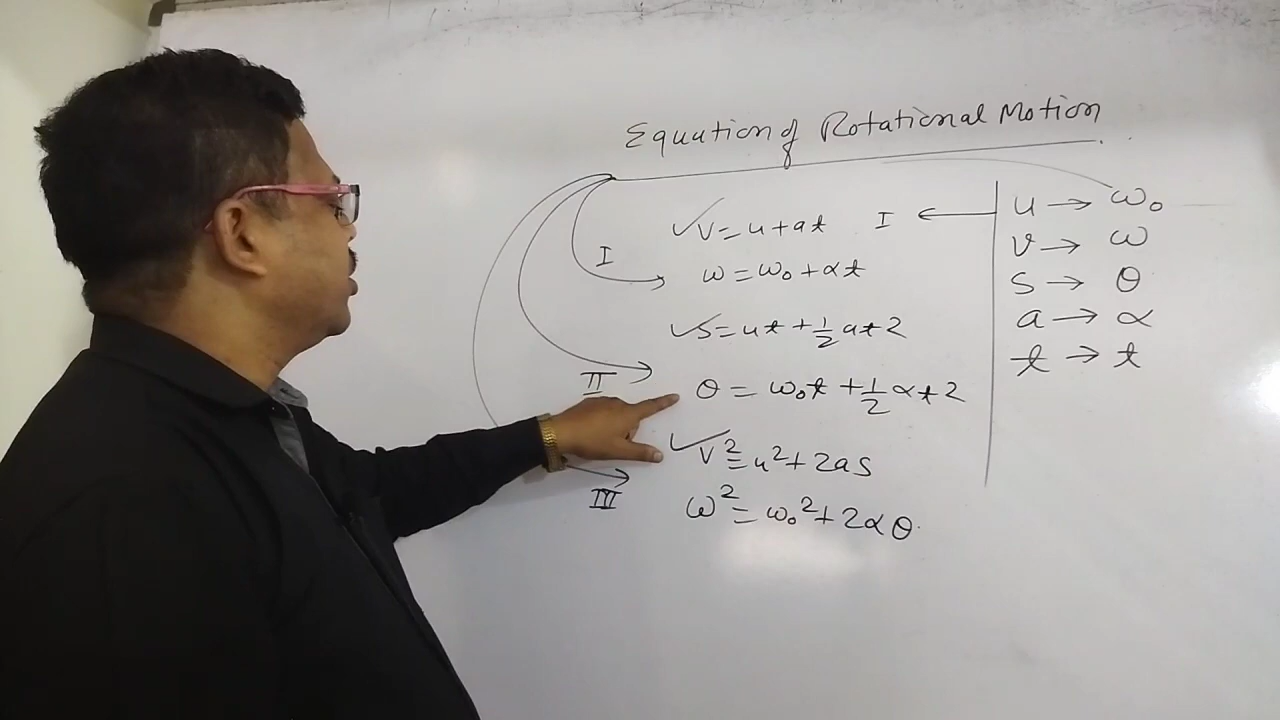 Equation of Rotational Motion
✓ v = u + at I ←
I → ω = ω₀ + αt
✓ s = ut + 1/2 at2
II → θ = ω₀t + 1/2 αt2
✓ v² = u² + 2as
III → ω² = ω₀² + 2αθ
u → ω₀
v → ω
s → θ
a → α
t → t